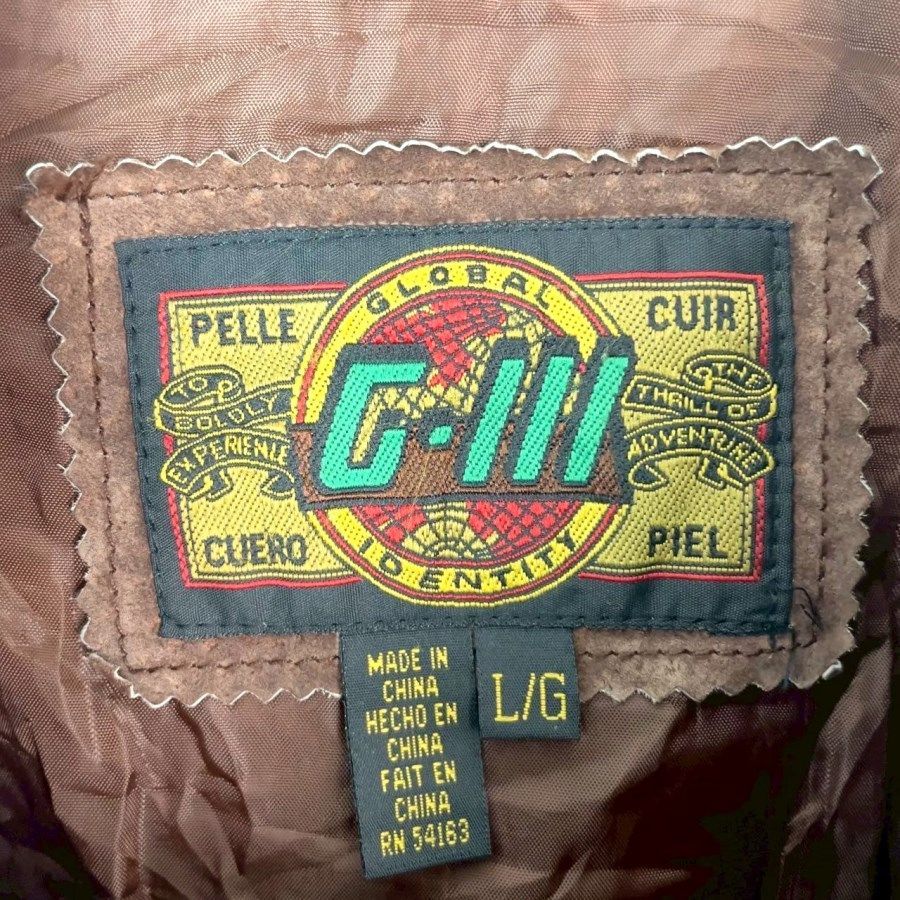 GLOBAL
PELLE
CUIR
TO
BOLDLY
EXPERIENCE
THE
THRILL OF
ADVENTURE
G-III
CUERO
PIEL
IDENTITY
MADE IN
CHINA
HECHO EN
CHINA
FAIT EN
CHINA
RN 54163
L/G